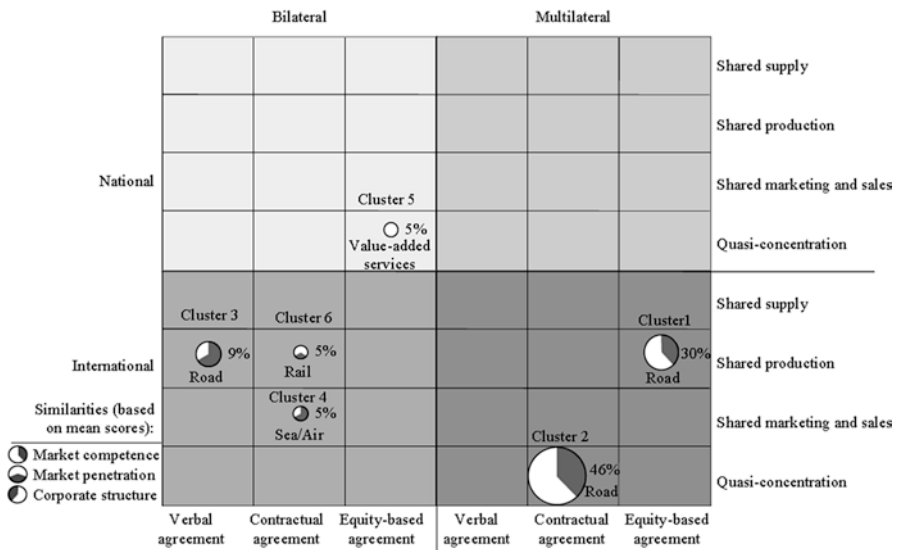 Bilateral Multilateral
Shared supply
Shared production
National
Shared marketing and sales
Cluster 5
5%
Value-added
services
Quasi-concentration
Shared supply
Cluster 3 Cluster 6 Cluster1
International
9% 5% 30%
Road Rail Road
Shared production
Similarities (based
on mean scores):
Cluster 4
5%
Sea/Air
Shared marketing and sales
Cluster 2
Market competence
Market penetration
Corporate structure
46%
Road
Quasi-concentration
Verbal
agreement
Contractual
agreement
Equity-based
agreement
Verbal
agreement
Contractual
agreement
Equity-based
agreement